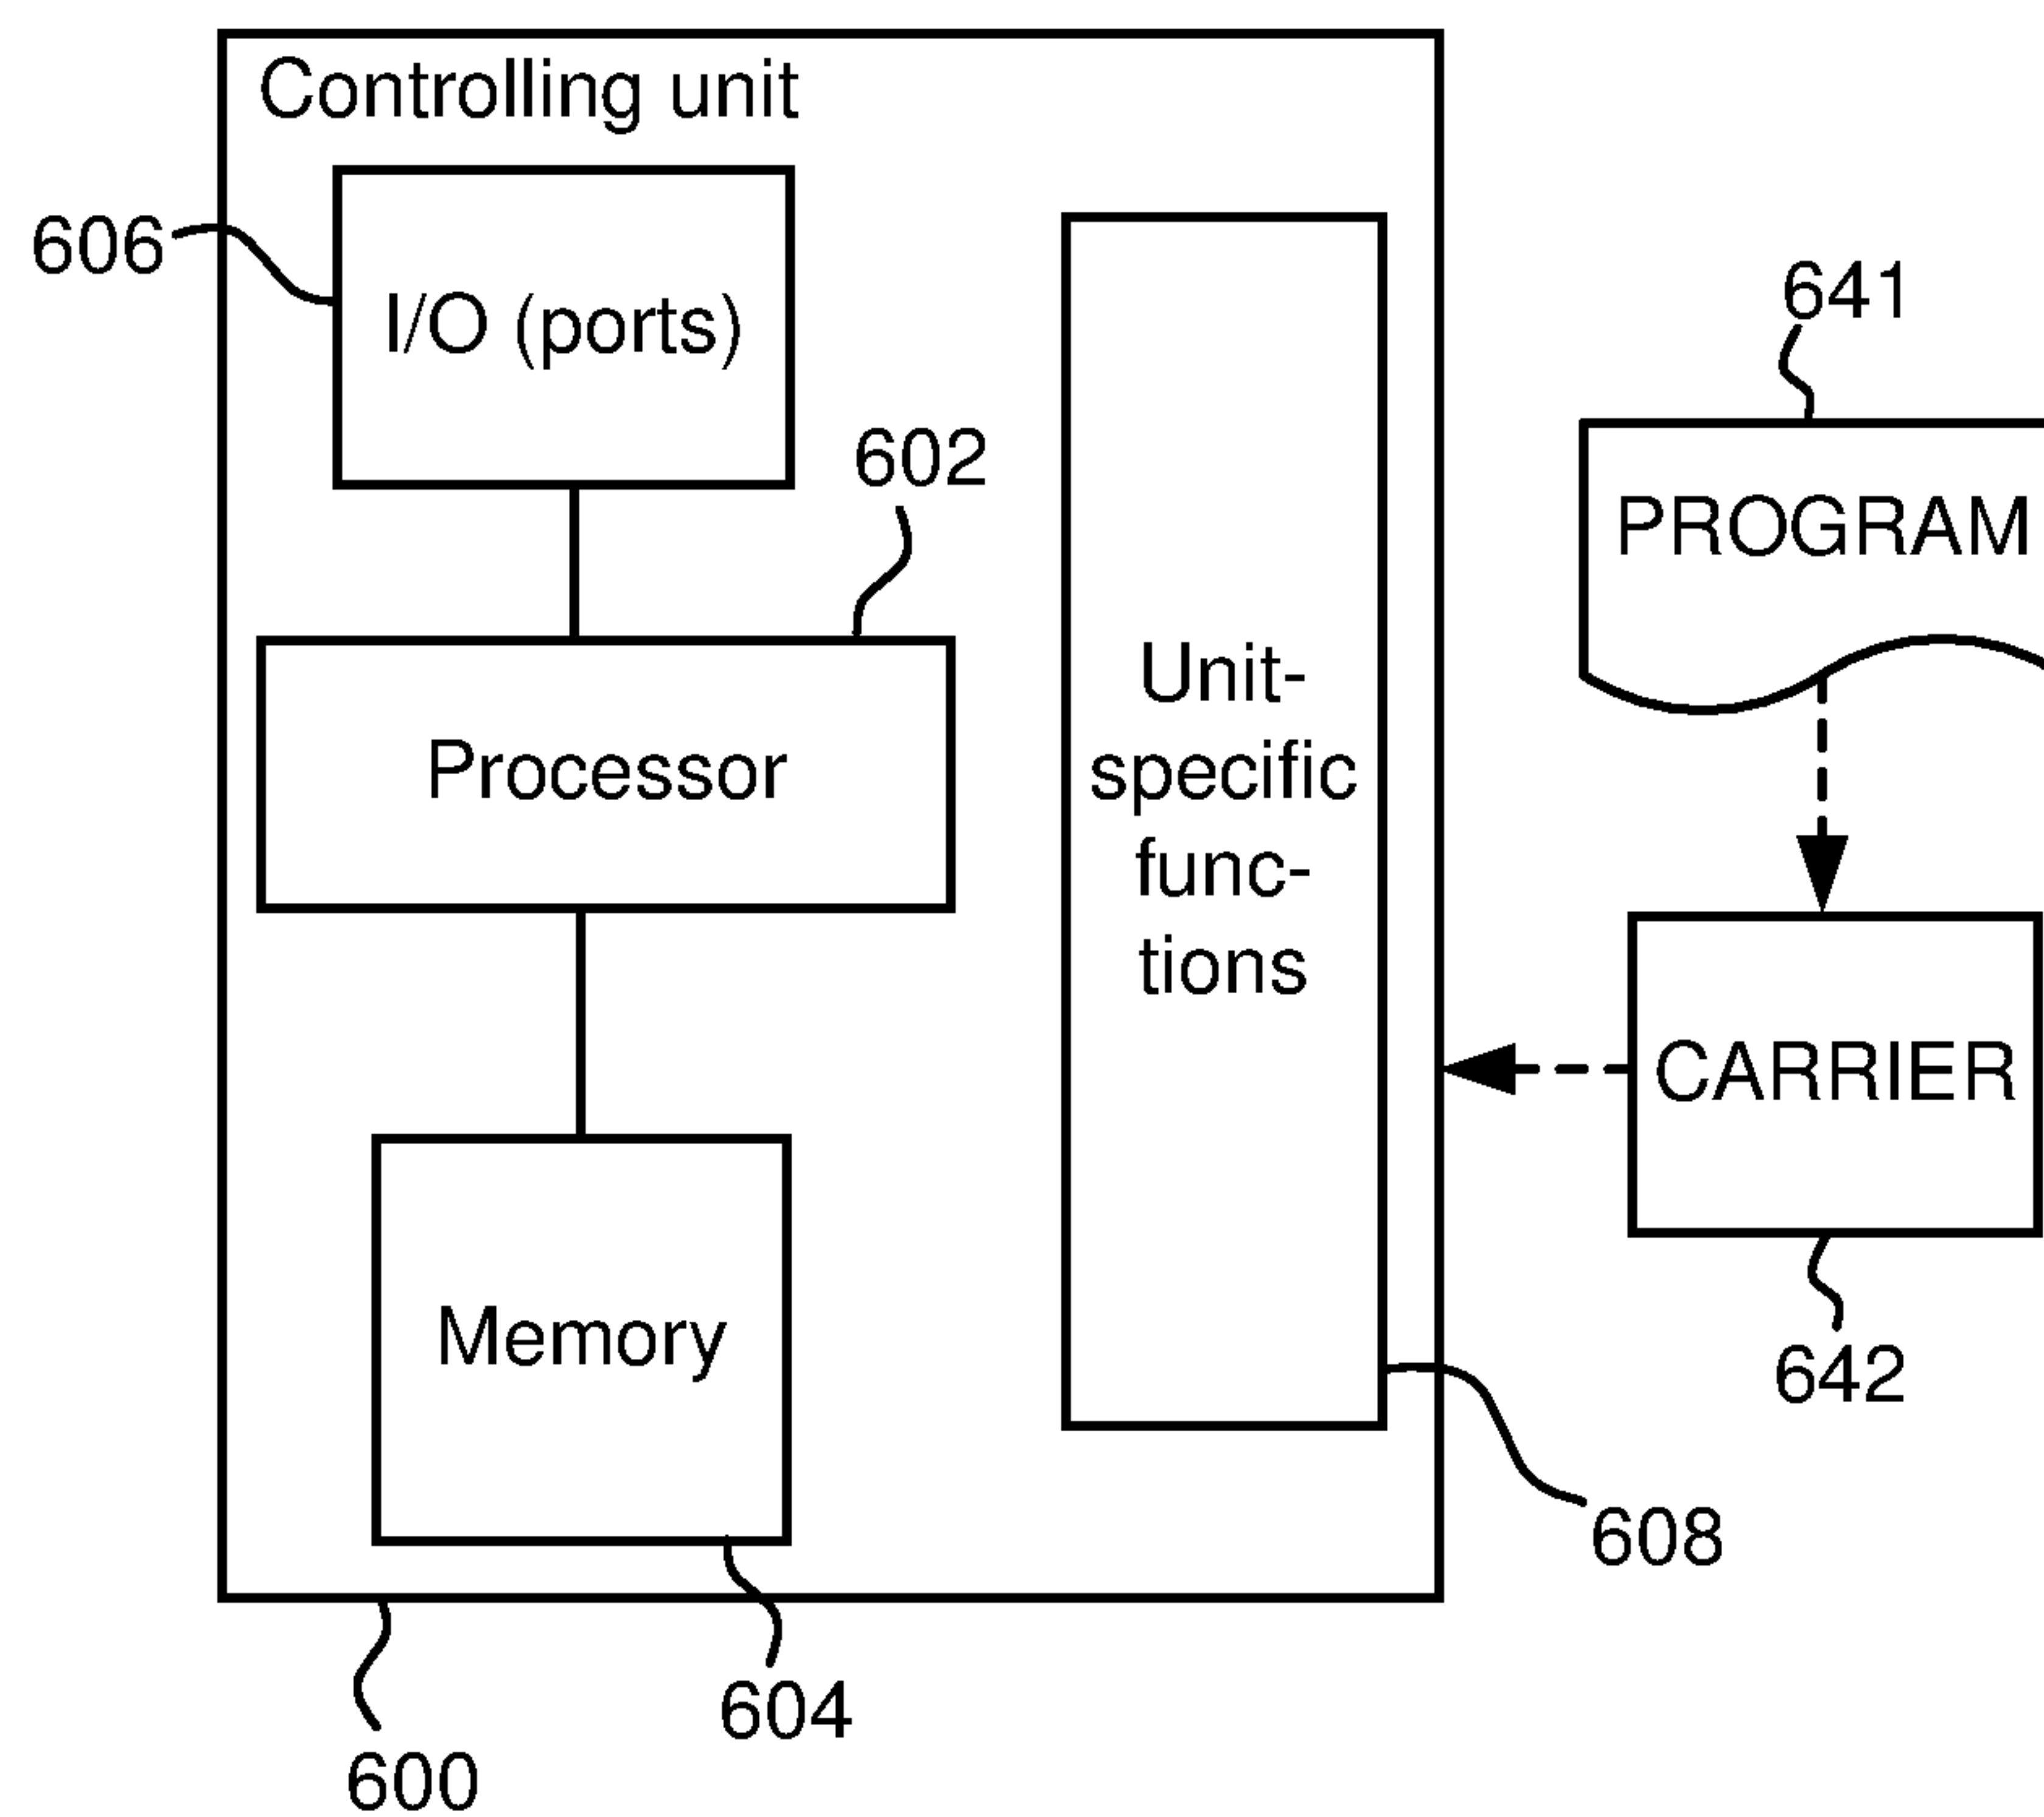 Controlling unit
606
I/O (ports)
602
641
PROGRAM
Processor
Unit-
specific
func-
tions
CARRIER
Memory
642
608
604
600